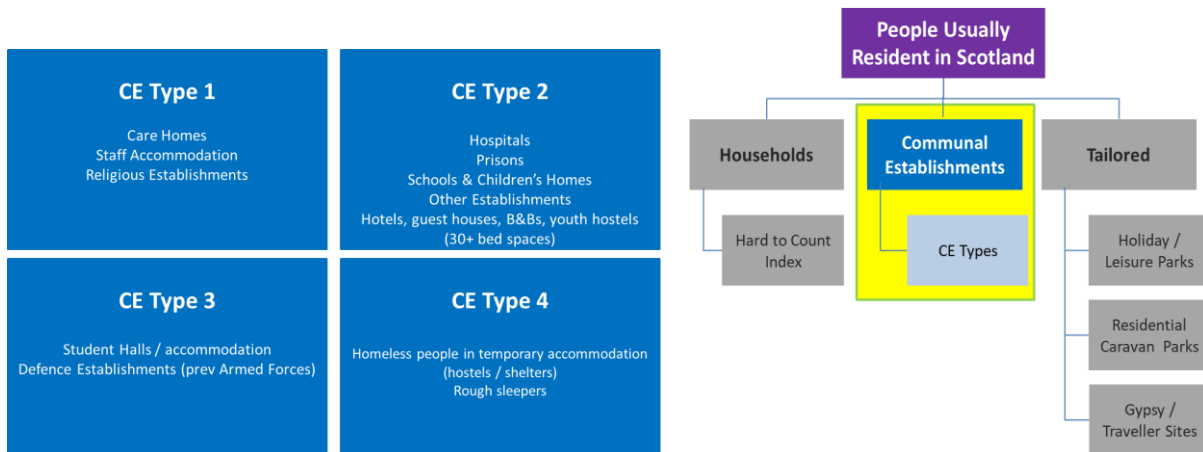 CE Type 1
Care Homes
Staff Accommodation
Religious Establishments
CE Type 2
Hospitals
Prisons
Schools & Children's Homes
Other Establishments
Hotels, guest houses, B&Bs, youth hostels
(30+ bed spaces)
CE Type 3
Student Halls / accommodation
Defence Establishments (prev Armed Forces)
CE Type 4
Homeless people in temporary accommodation
(hostels / shelters)
Rough sleepers
People Usually
Resident in Scotland
Households
Hard to Count
Index
Communal
Establishments
CE Types
Tailored
Holiday /
Leisure Parks
Residential
Caravan Parks
Gypsy /
Traveller Sites